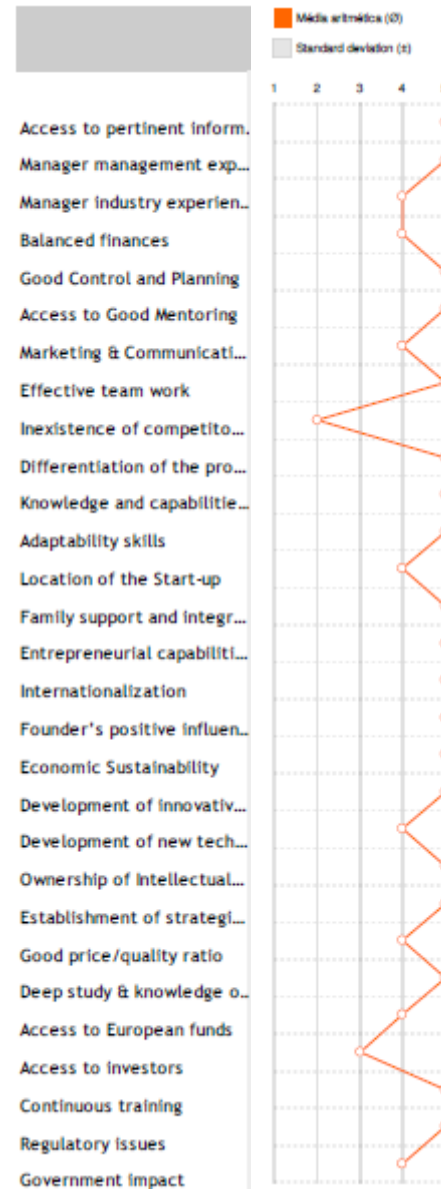 Média aritmética (Ø)
Standard deviation (±)
1 2 3 4
Access to pertinent inform.
Manager management exp...
Manager industry experien...
Balanced finances
Good Control and Planning
Access to Good Mentoring
Marketing & Communicati...
Effective team work
Inexistence of competito...
Differentiation of the pro...
Knowledge and capabilitie...
Adaptability skills
Location of the Start-up
Family support and integr...
Entrepreneurial capabiliti...
Internationalization
Founder's positive influen...
Economic Sustainability
Development of innovativ...
Development of new tech...
Ownership of Intellectual...
Establishment of strategi...
Good price/quality ratio
Deep study & knowledge o...
Access to European funds
Access to investors
Continuous training
Regulatory issues
Government impact